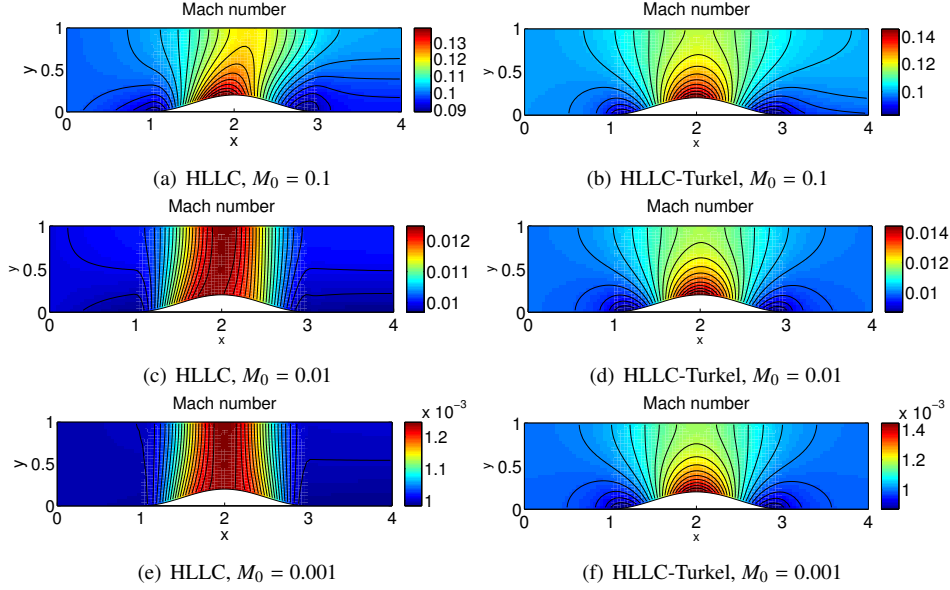 Mach number
1
0.5
0
y
0 1 2 3 4
x
0.13
0.12
0.11
0.1
0.09
(a) HLLC, M0 = 0.1
Mach number
1
0.5
0
y
0 1 2 3 4
x
0.14
0.12
0.1
(b) HLLC-Turkel, M0 = 0.1
Mach number
1
0.5
0
y
0 1 2 3 4
x
0.012
0.011
0.01
(c) HLLC, M0 = 0.01
Mach number
1
0.5
0
y
0 1 2 3 4
x
0.014
0.012
0.01
(d) HLLC-Turkel, M0 = 0.01
Mach number
1
0.5
0
y
0 1 2 3 4
x
x 10⁻³
1.2
1.1
1
(e) HLLC, M0 = 0.001
Mach number
1
0.5
0
y
0 1 2 3 4
x
x 10⁻³
1.4
1.2
1
(f) HLLC-Turkel, M0 = 0.001